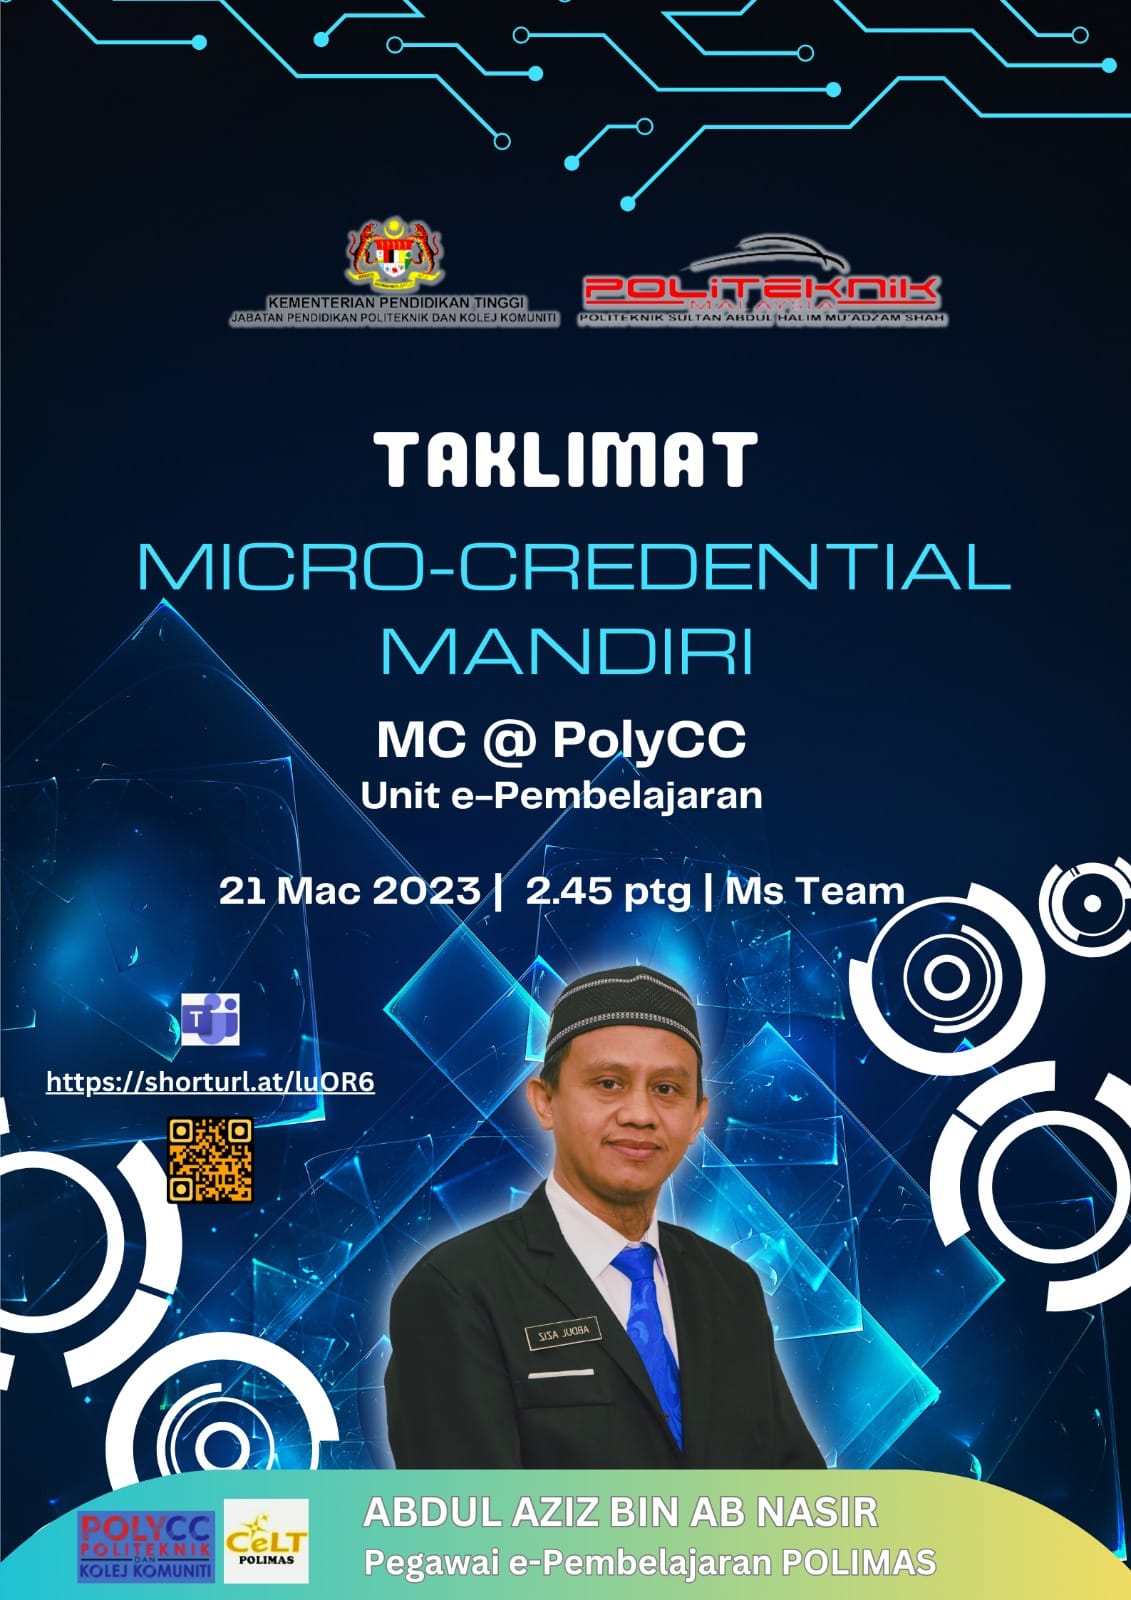 KEMENTERIAN PENDIDIKAN TINGGI
JABATAN PENDIDIKAN POLITEKNIK DAN KOLEJ KOMUNITI
POLITEKNIK
MALAYSIA
POLITEKNIK SULTAN ABDUL HALIM MU'ADZAM SHAH
TAKLIMAT
MICRO-CREDENTIAL
MANDIRI
MC @ PolyCC
Unit e-Pembelajaran
21 Mac 2023 | 2.45 ptg | Ms Team
T
https://shorturl.at/luOR6
ABDUL AZIZ
POLYCC
POLITEKNIK
DAN
KOLEJ KOMUNITI
CeLT
POLIMAS
ABDUL AZIZ BIN AB NASIR
Pegawai e-Pembelajaran POLIMAS